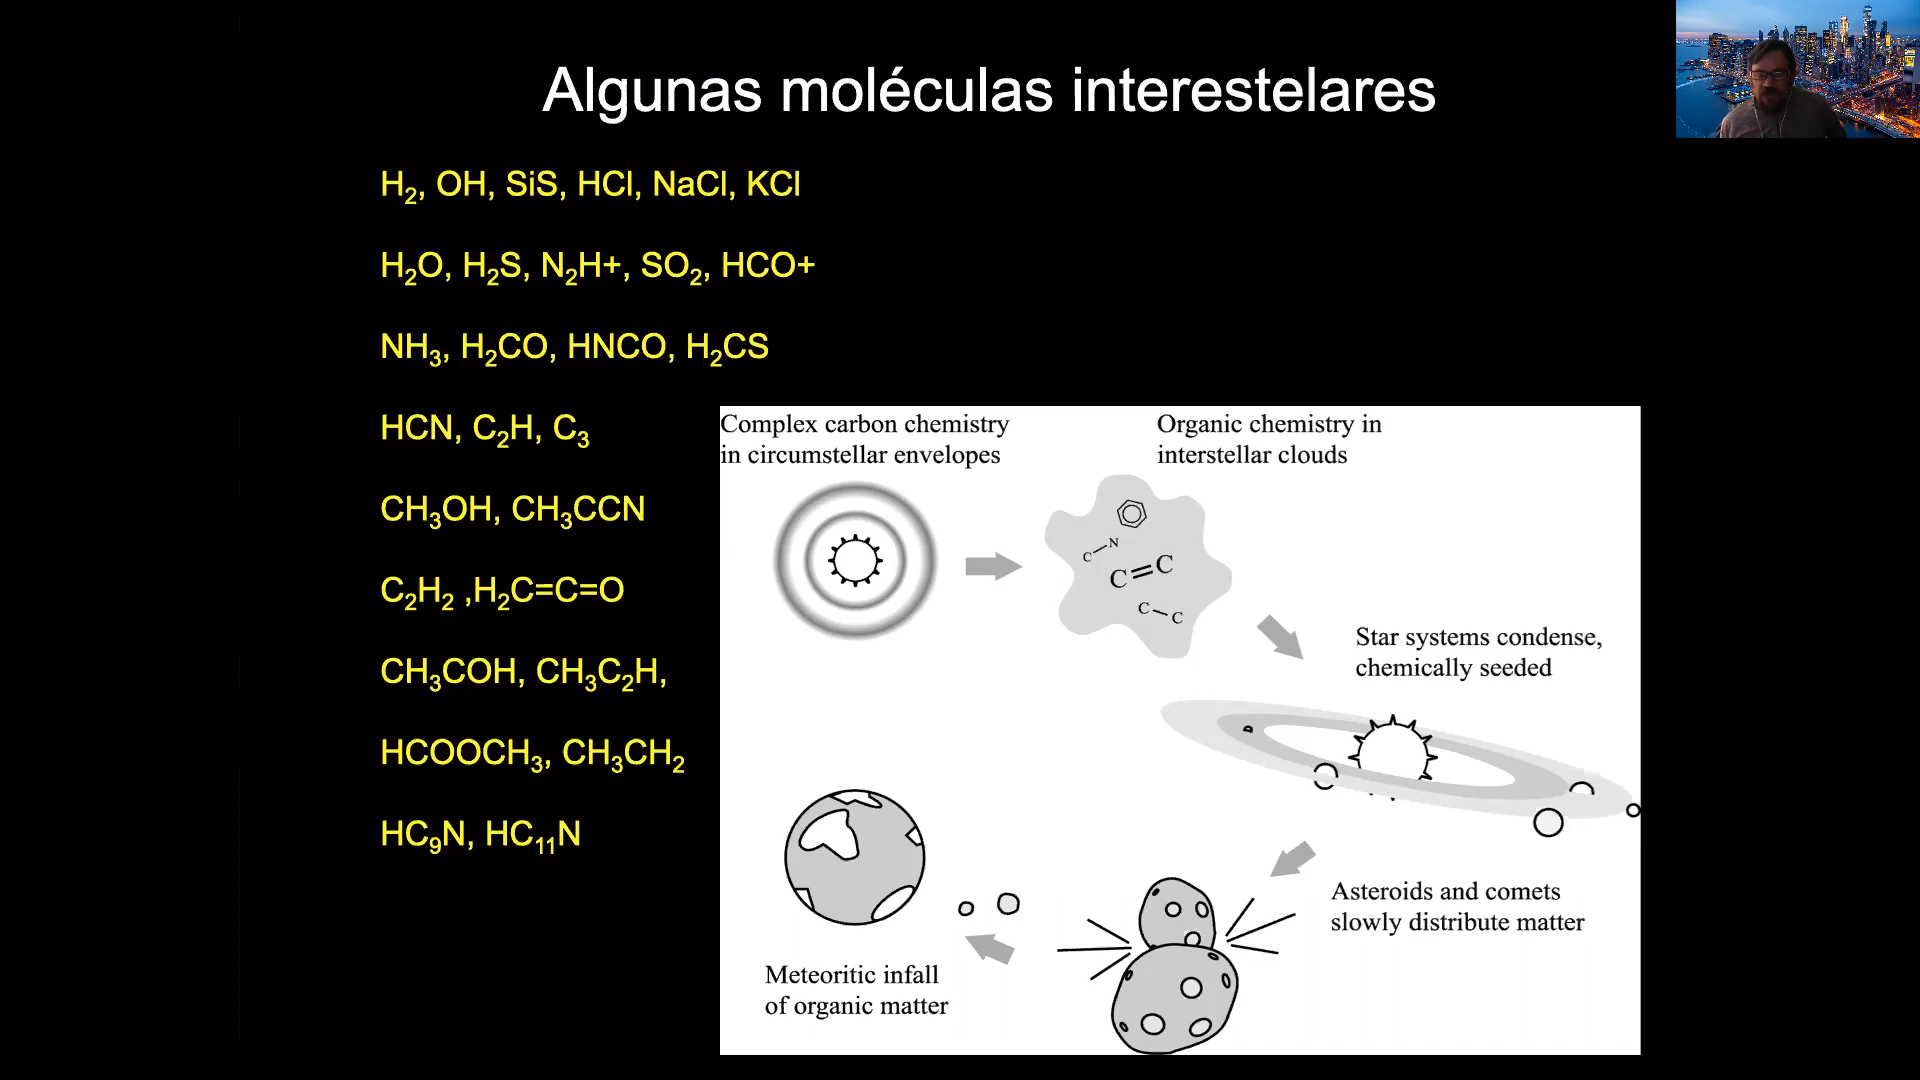 Algunas moléculas interestelares
H₂, OH, SiS, HCl, NaCl, KCl
H₂O, H₂S, N₂H+, SO₂, HCO+
NH₃, H₂CO, HNCO, H₂CS
HCN, C₂H, C₃
CH₃OH, CH₃CCN
C₂H₂ ,H₂C=C=O
CH₃COH, CH₃C₂H,
HCOOCH₃, CH₃CH₂
HC₉N, HC₁₁N
Complex carbon chemistry
in circumstellar envelopes
Organic chemistry in
interstellar clouds
C–N
C=C
C–C
Star systems condense,
chemically seeded
Asteroids and comets
slowly distribute matter
Meteoritic infall
of organic matter